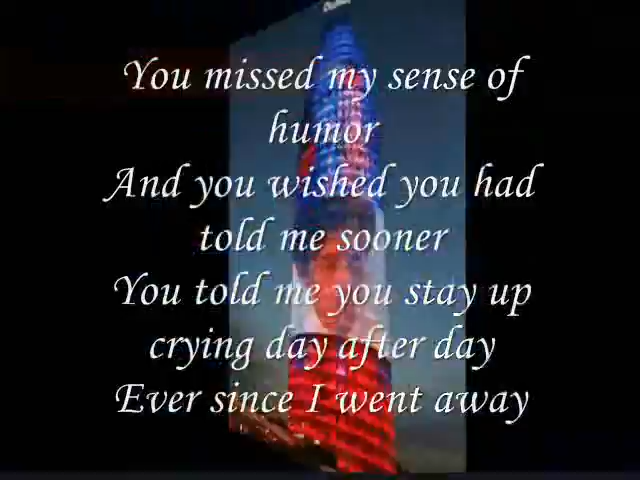 You missed my sense of
humor
And you wished you had
told me sooner
You told me you stay up
crying day after day
Ever since I went away